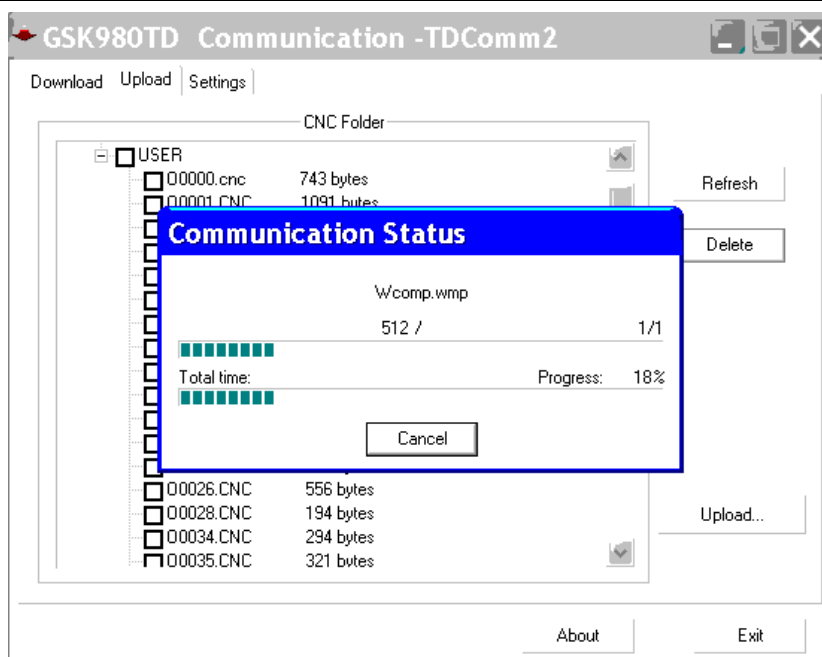 GSK980TD Communication -TDComm2
Download Upload Settings
CNC Folder
USER
O0000.cnc 743 bytes
O0001.CNC 1091 bytes
Refresh
Delete
Communication Status
Wcomp.wmp
512 / 1/1
Total time: Progress: 18%
Cancel
O0026.CNC 556 bytes
O0028.CNC 194 bytes
O0034.CNC 294 bytes
O0035.CNC 321 bytes
Upload...
About Exit